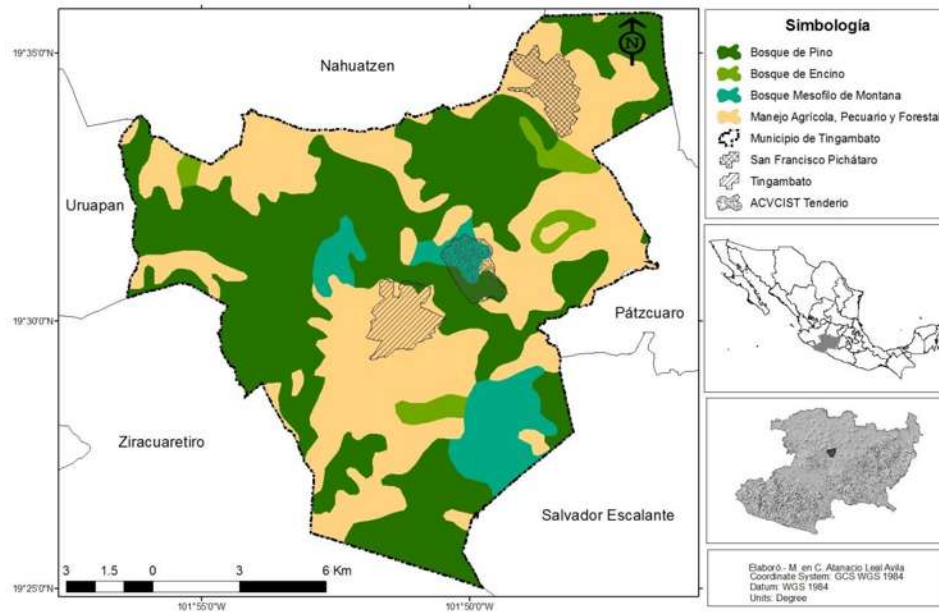 Simbología
Bosque de Pino
Bosque de Encino
Bosque Mesofilo de Montana
Manejo Agrícola, Pecuario y Forestal
Municipio de Tingambato
San Francisco Pichátaro
Tingambato
ACVCIST Tenderio
19°35'0"N
Nahuatzen
N
Uruapan
19°30'0"N
Pátzcuaro
Ziracuaretiro
Salvador Escalante
19°25'0"N
3 1.5 0 3 6 Km
101°55'0"W 101°50'0"W
Elaboró.- M. en C. Atanacio Leal Avila
Coordinate System: GCS WGS 1984
Datum: WGS 1984
Units: Degree